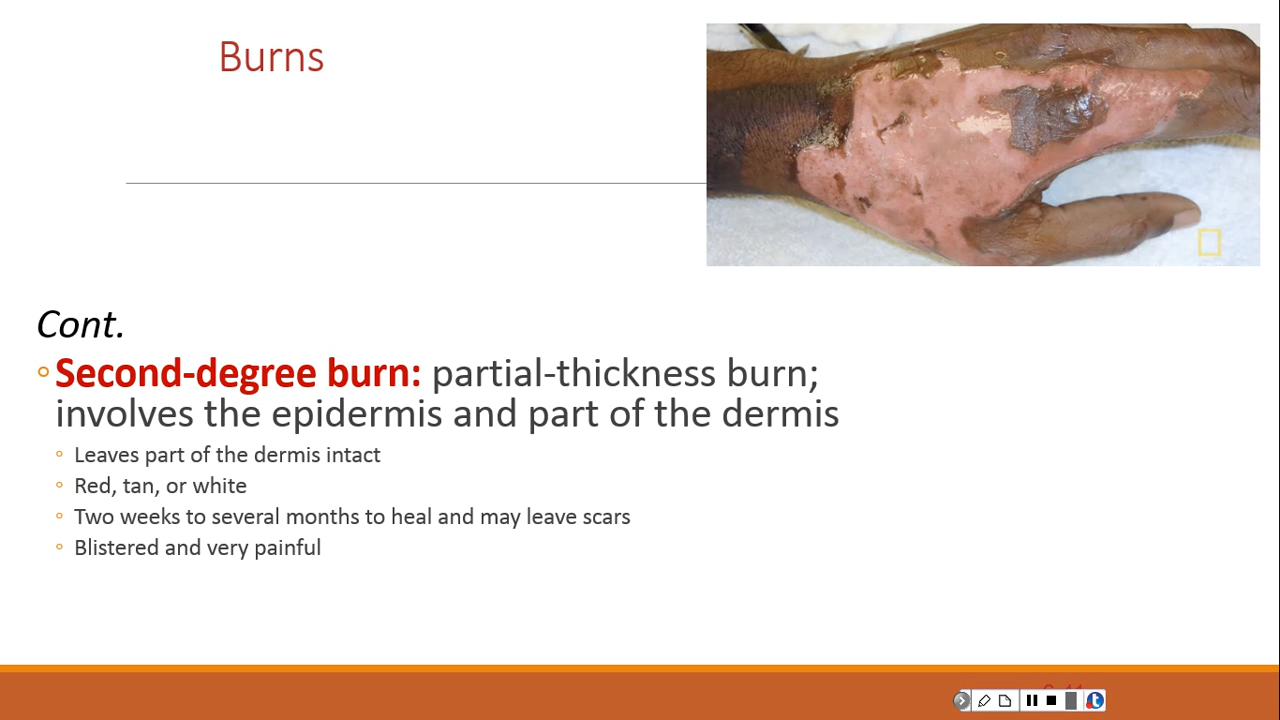 Burns
Cont.
Second-degree burn: partial-thickness burn;
involves the epidermis and part of the dermis
Leaves part of the dermis intact
Red, tan, or white
Two weeks to several months to heal and may leave scars
Blistered and very painful